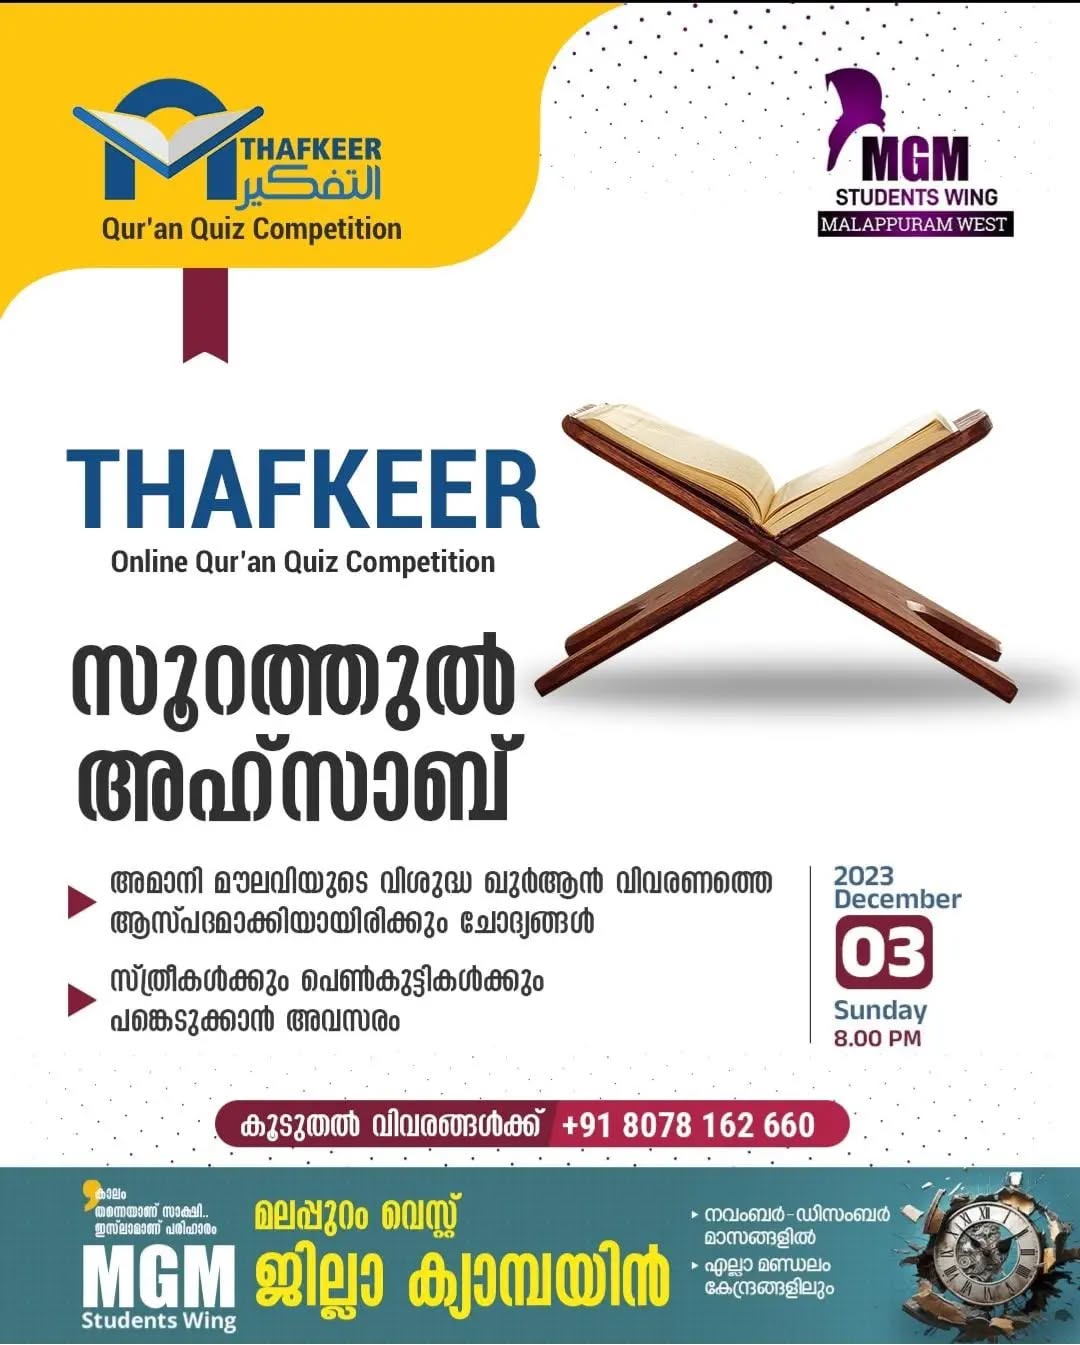 THAFKEER
التفكير
Qur'an Quiz Competition
MGM
STUDENTS WING
MALAPPURAM WEST
THAFKEER
Online Qur'an Quiz Competition
സൂറത്തുൽ
അഹ്സാബ്
അമാനി മൗലവിയുടെ വിശുദ്ധ ഖുർആൻ വിവരണത്തെ
ആസ്പദമാക്കിയായിരിക്കും ചോദ്യങ്ങൾ
സ്ത്രീകൾക്കും പെൺകുട്ടികൾക്കും
പങ്കെടുക്കാൻ അവസരം
2023
December
03
Sunday
8.00 PM
കൂടുതൽ വിവരങ്ങൾക്ക് +91 8078 162 660
കാലം
തന്നെയാണ് സാക്ഷി..
ഇസ്‌ലാമാണ് പരിഹാരം
MGM
Students Wing
മലപ്പുറം വെസ്റ്റ്
ജില്ലാ ക്യാമ്പയിൻ
നവംബർ-ഡിസംബർ
മാസങ്ങളിൽ
എല്ലാ മണ്ഡലം
കേന്ദ്രങ്ങളിലും